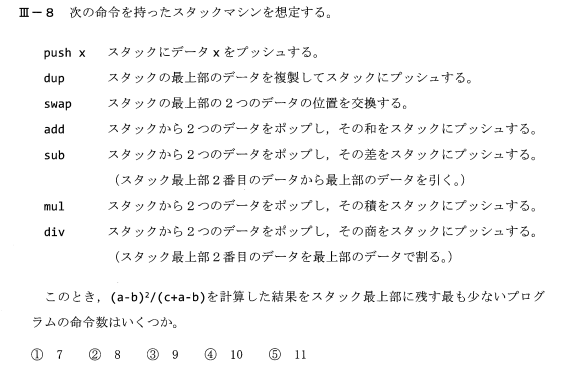 Ⅲ－８　次の命令を持ったスタックマシンを想定する。
push x　スタックにデータ x をプッシュする。
dup　スタックの最上部のデータを複製してスタックにプッシュする。
swap　スタックの最上部の２つのデータの位置を交換する。
add　スタックから２つのデータをポップし，その和をスタックにプッシュする。
sub　スタックから２つのデータをポップし，その差をスタックにプッシュする。
（スタック最上部２番目のデータから最上部のデータを引く。）
mul　スタックから２つのデータをポップし，その積をスタックにプッシュする。
div　スタックから２つのデータをポップし，その商をスタックにプッシュする。
（スタック最上部２番目のデータを最上部のデータで割る。）
このとき，(a-b)²/(c+a-b)を計算した結果をスタック最上部に残す最も少ないプログ
ラムの命令数はいくつか。
①　7　　②　8　　③　9　　④　10　　⑤　11